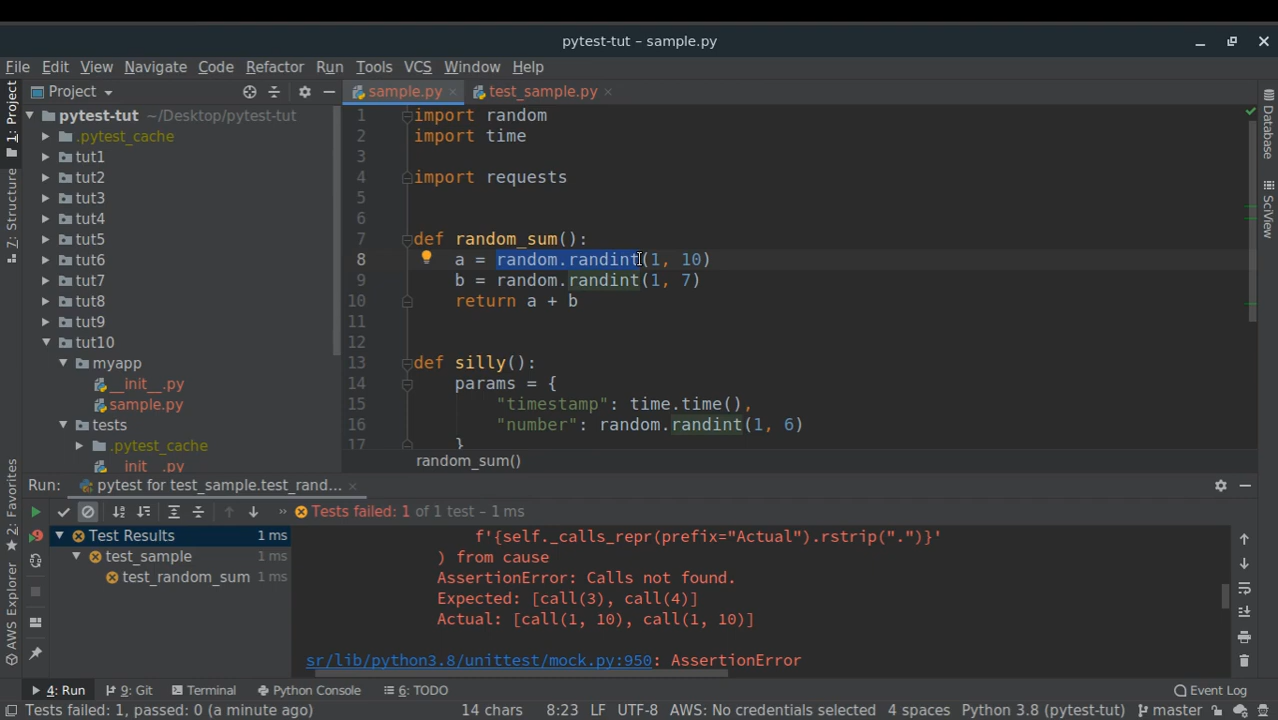 pytest-tut – sample.py
File Edit View Navigate Code Refactor Run Tools VCS Window Help
Project
sample.py
test_sample.py
1: Project
7: Structure
2: Favorites
AWS Explorer
pytest-tut ~/Desktop/pytest-tut
.pytest_cache
tut1
tut2
tut3
tut4
tut5
tut6
tut7
tut8
tut9
tut10
myapp
__init__.py
sample.py
tests
.pytest_cache
__init__.py
1 import random
2 import time
3
4 import requests
5
6
7 def random_sum():
8 a = random.randint(1, 10)
9 b = random.randint(1, 7)
10 return a + b
11
12
13 def silly():
14 params = {
15 "timestamp": time.time(),
16 "number": random.randint(1, 6)
17 }
random_sum()
Database
SciView
Run: pytest for test_sample.test_rand...
Tests failed: 1 of 1 test – 1 ms
9
Test Results 1 ms
test_sample 1 ms
test_random_sum 1 ms
f'{self._calls_repr(prefix="Actual").rstrip(".")}'
) from cause
AssertionError: Calls not found.
Expected: [call(3), call(4)]
Actual: [call(1, 10), call(1, 10)]
sr/lib/python3.8/unittest/mock.py:950: AssertionError
4: Run 9: Git Terminal Python Console 6: TODO Event Log
Tests failed: 1, passed: 0 (a minute ago) 14 chars 8:23 LF UTF-8 AWS: No credentials selected 4 spaces Python 3.8 (pytest-tut) master